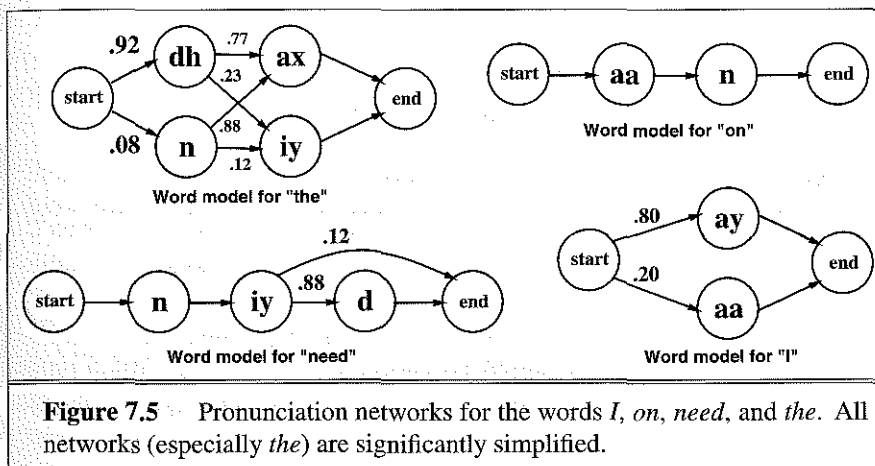 .92
dh
.77
ax
.23
start
end
.08
n
.88
.12
iy
Word model for "the"
start
aa
n
end
Word model for "on"
.12
start
n
iy
.88
d
end
Word model for "need"
.80
ay
start
end
.20
aa
Word model for "I"
Figure 7.5 Pronunciation networks for the words I, on, need, and the. All
networks (especially the) are significantly simplified.